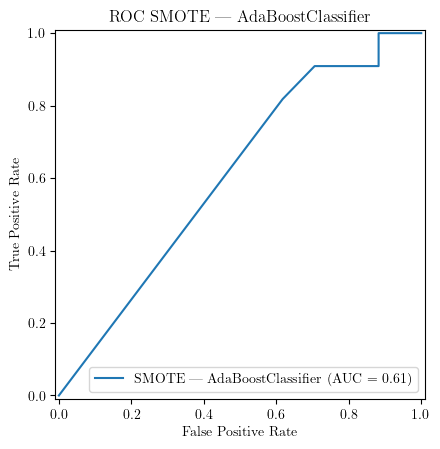 ROC SMOTE — AdaBoostClassifier
1.0
0.8
0.6
0.4
0.2
0.0
True Positive Rate
SMOTE — AdaBoostClassifier (AUC = 0.61)
0.0 0.2 0.4 0.6 0.8 1.0
False Positive Rate